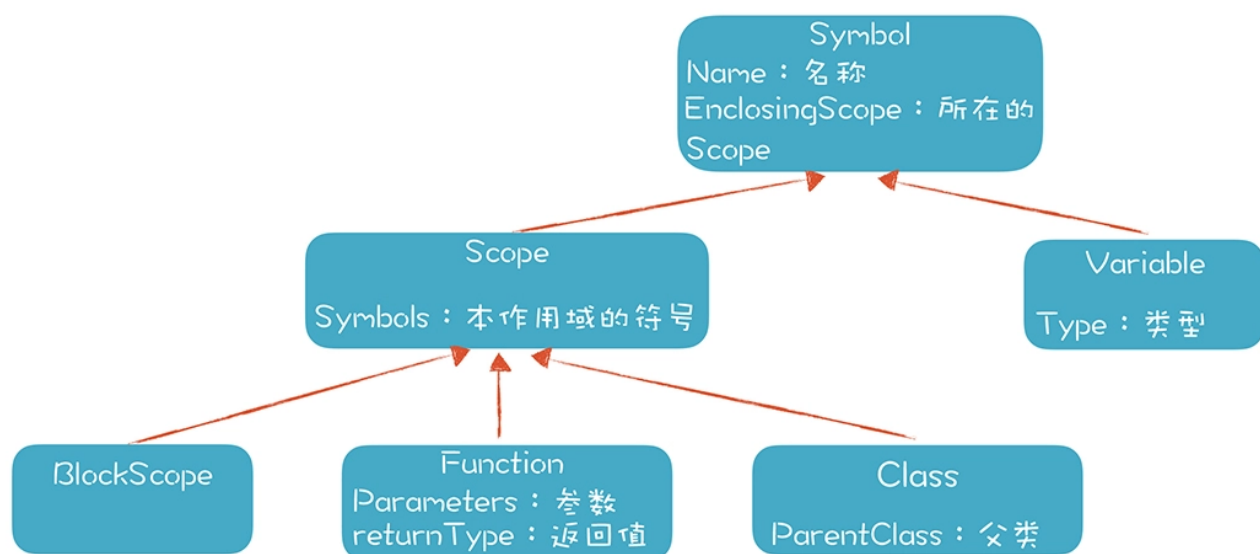 Symbol
Name：名称
EnclosingScope：所在的
Scope
Scope
Symbols：本作用域的符号
Variable
Type：类型
BlockScope
Function
Parameters：参数
returnType：返回值
Class
ParentClass：父类